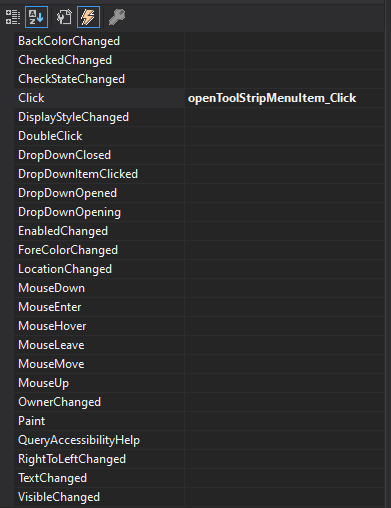 BackColorChanged
CheckedChanged
CheckStateChanged
Click openToolStripMenuItem_Click
DisplayStyleChanged
DoubleClick
DropDownClosed
DropDownItemClicked
DropDownOpened
DropDownOpening
EnabledChanged
ForeColorChanged
LocationChanged
MouseDown
MouseEnter
MouseHover
MouseLeave
MouseMove
MouseUp
OwnerChanged
Paint
QueryAccessibilityHelp
RightToLeftChanged
TextChanged
VisibleChanged